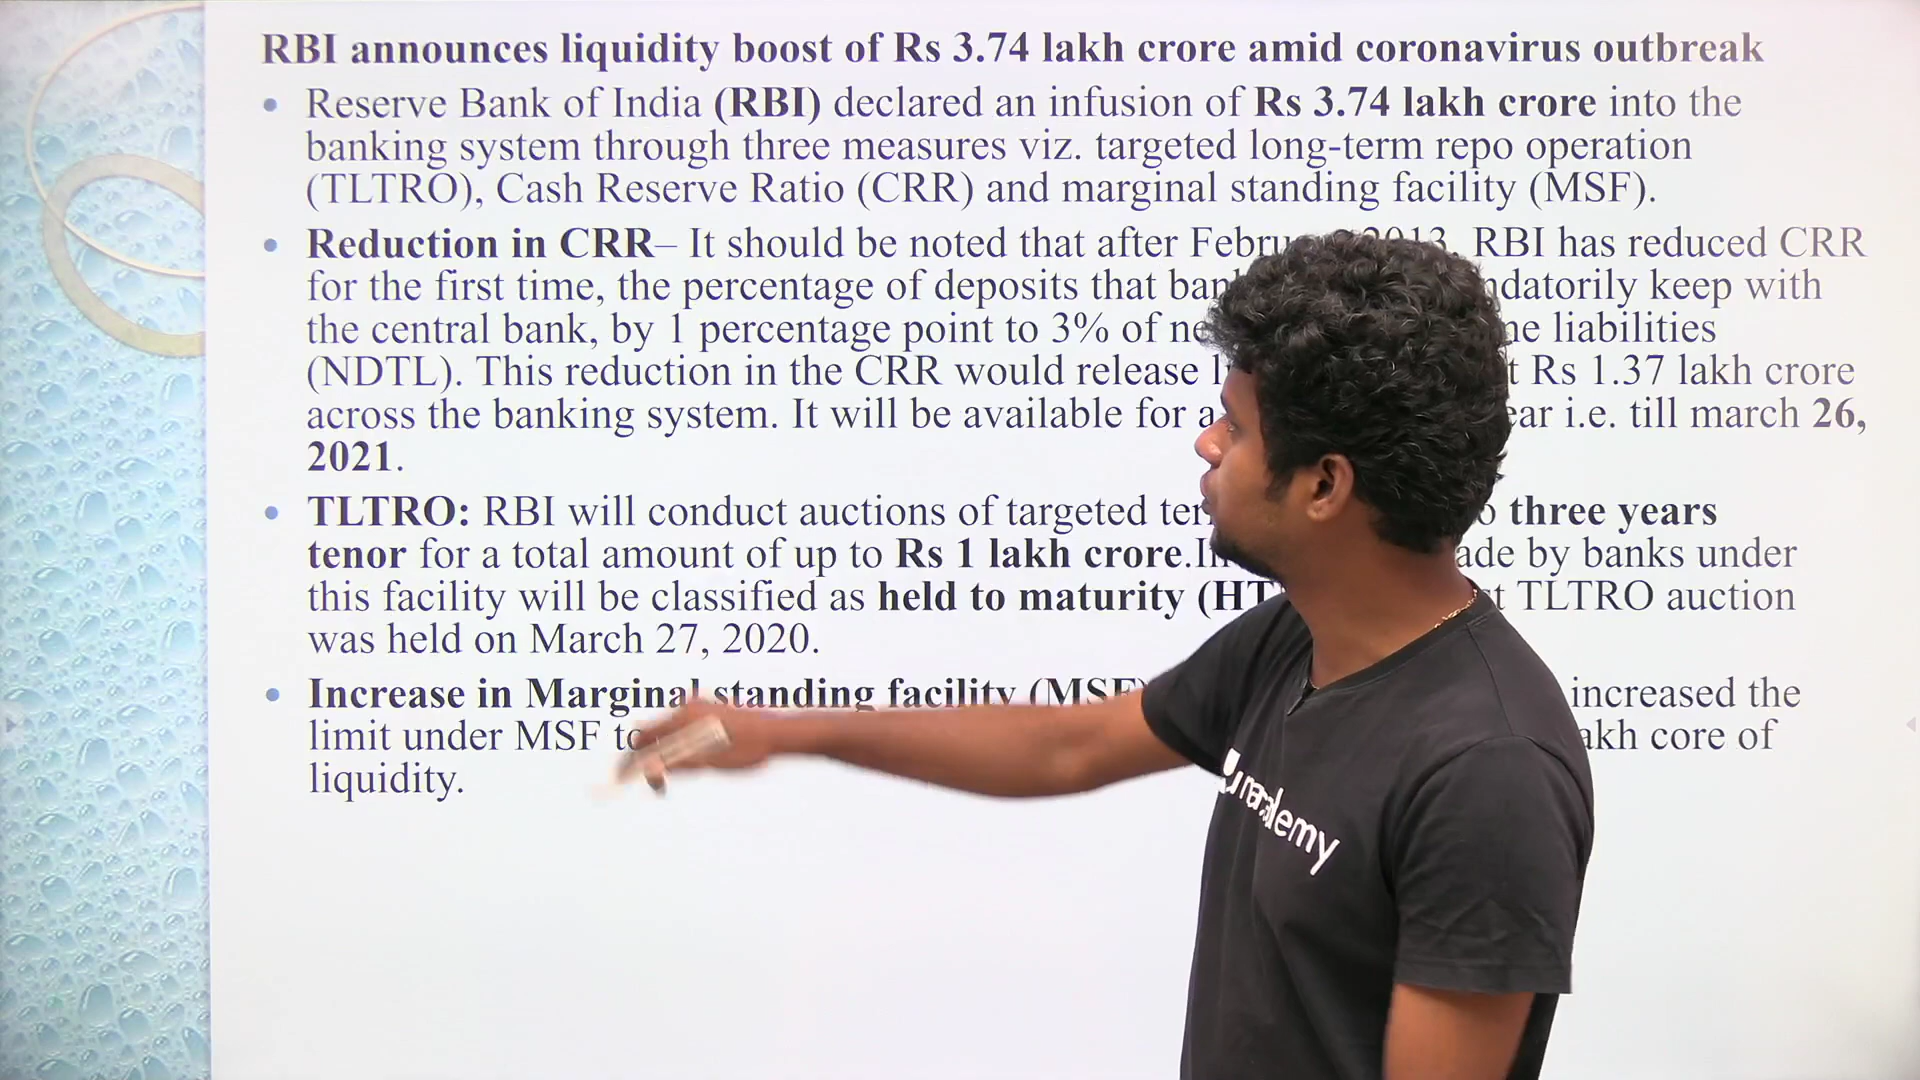 RBI announces liquidity boost of Rs 3.74 lakh crore amid coronavirus outbreak
• Reserve Bank of India (RBI) declared an infusion of Rs 3.74 lakh crore into the
banking system through three measures viz. targeted long-term repo operation
(TLTRO), Cash Reserve Ratio (CRR) and marginal standing facility (MSF).
• Reduction in CRR– It should be noted that after February 2013, RBI has reduced CRR
for the first time, the percentage of deposits that keep with
the central bank, by 1 percentage point to 3% of liabilities
(NDTL). This reduction in the CRR would release Rs 1.37 lakh crore
across the banking system. It will be available for i.e. till march 26,
2021.
• TLTRO: RBI will conduct auctions of targeted three years
tenor for a total amount of up to Rs 1 lakh crore. by banks under
this facility will be classified as held to maturity TLTRO auction
was held on March 27, 2020.
• Increase in Marginal standing facility (MSF) increased the
limit under MSF core of
liquidity.
unacademy